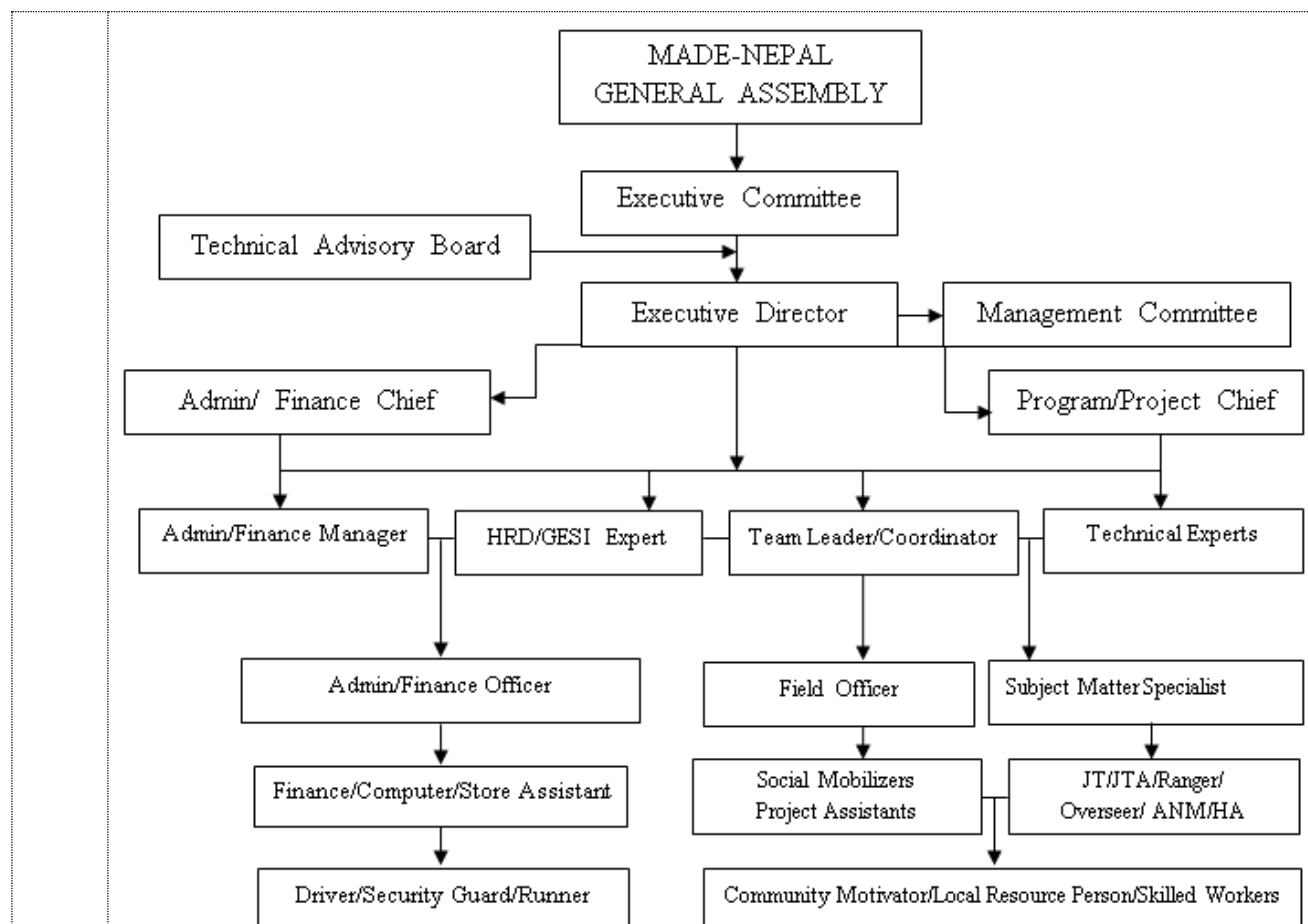 MADE-NEPAL
GENERAL ASSEMBLY
Executive Committee
Technical Advisory Board
Executive Director
Management Committee
Admin/ Finance Chief
Program/Project Chief
Admin/Finance Manager
HRD/GESI Expert
Team Leader/Coordinator
Technical Experts
Admin/Finance Officer
Field Officer
Subject Matter Specialist
Finance/Computer/Store Assistant
Social Mobilizers
Project Assistants
JT/JTA/Ranger/
Overseer/ ANM/HA
Driver/Security Guard/Runner
Community Motivator/Local Resource Person/Skilled Workers